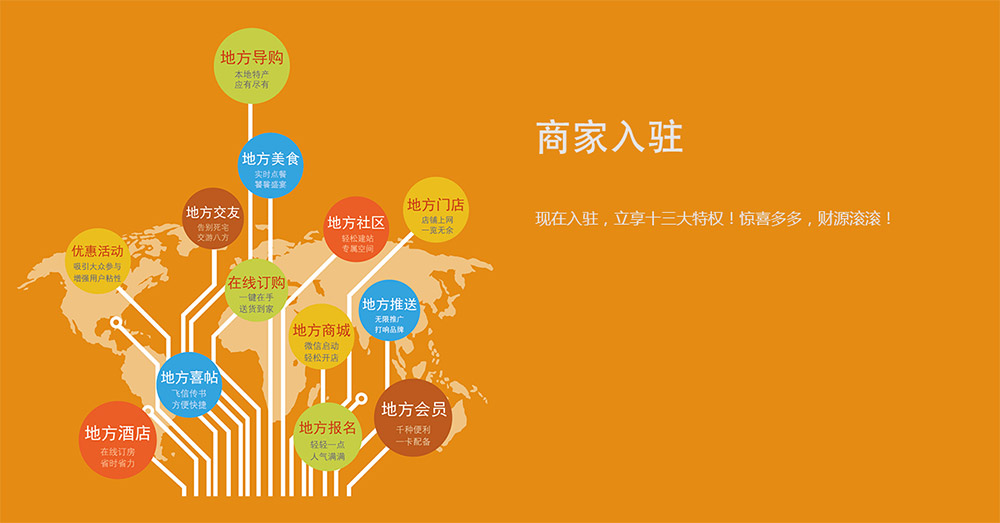 地方导购
本地特产
应有尽有
地方美食
实时点餐
饕餮盛宴
地方交友
告别死宅
交游八方
地方社区
轻松建站
专属空间
地方门店
店铺上网
一览无余
优惠活动
吸引大众参与
增强用户粘性
在线订购
一键在手
送货到家
地方推送
无限推广
打响品牌
地方商城
微信启动
轻松开店
地方喜帖
飞信传书
方便快捷
地方酒店
在线订房
省时省力
地方报名
轻轻一点
人气满满
地方会员
千种便利
一卡配备
商家入驻
现在入驻，立享十三大特权！惊喜多多，财源滚滚！